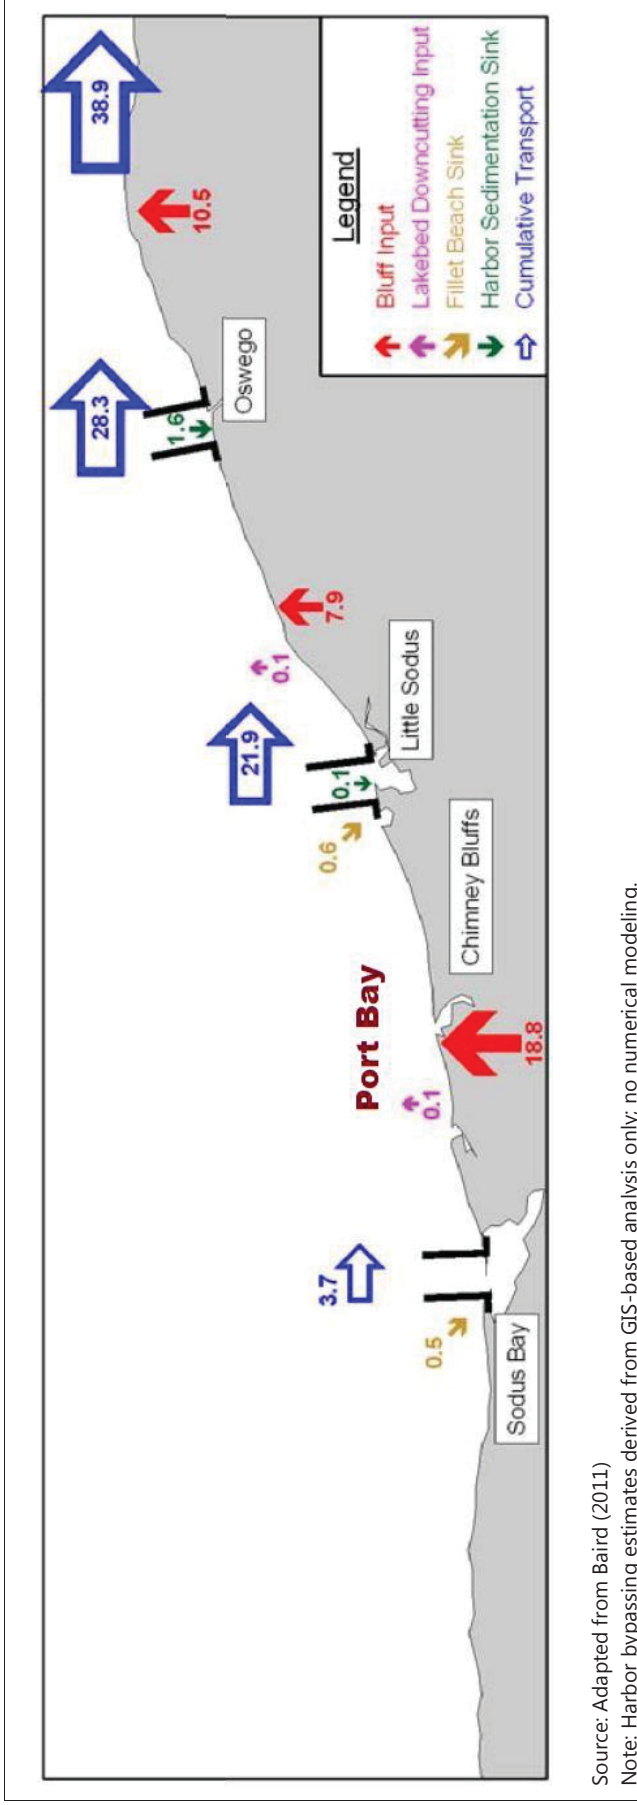 3.7
0.5
Sodus Bay
0.1
18.8
Port Bay
Chimney Bluffs
0.6
0.1
21.9
Little Sodus
0.1
7.9
1.6
28.3
Oswego
10.5
38.9
Legend
Bluff Input
Lakebed Downcutting Input
Fillet Beach Sink
Harbor Sedimentation Sink
Cumulative Transport
Source: Adapted from Baird (2011)
Note: Harbor bypassing estimates derived from GIS-based analysis only; no numerical modeling.